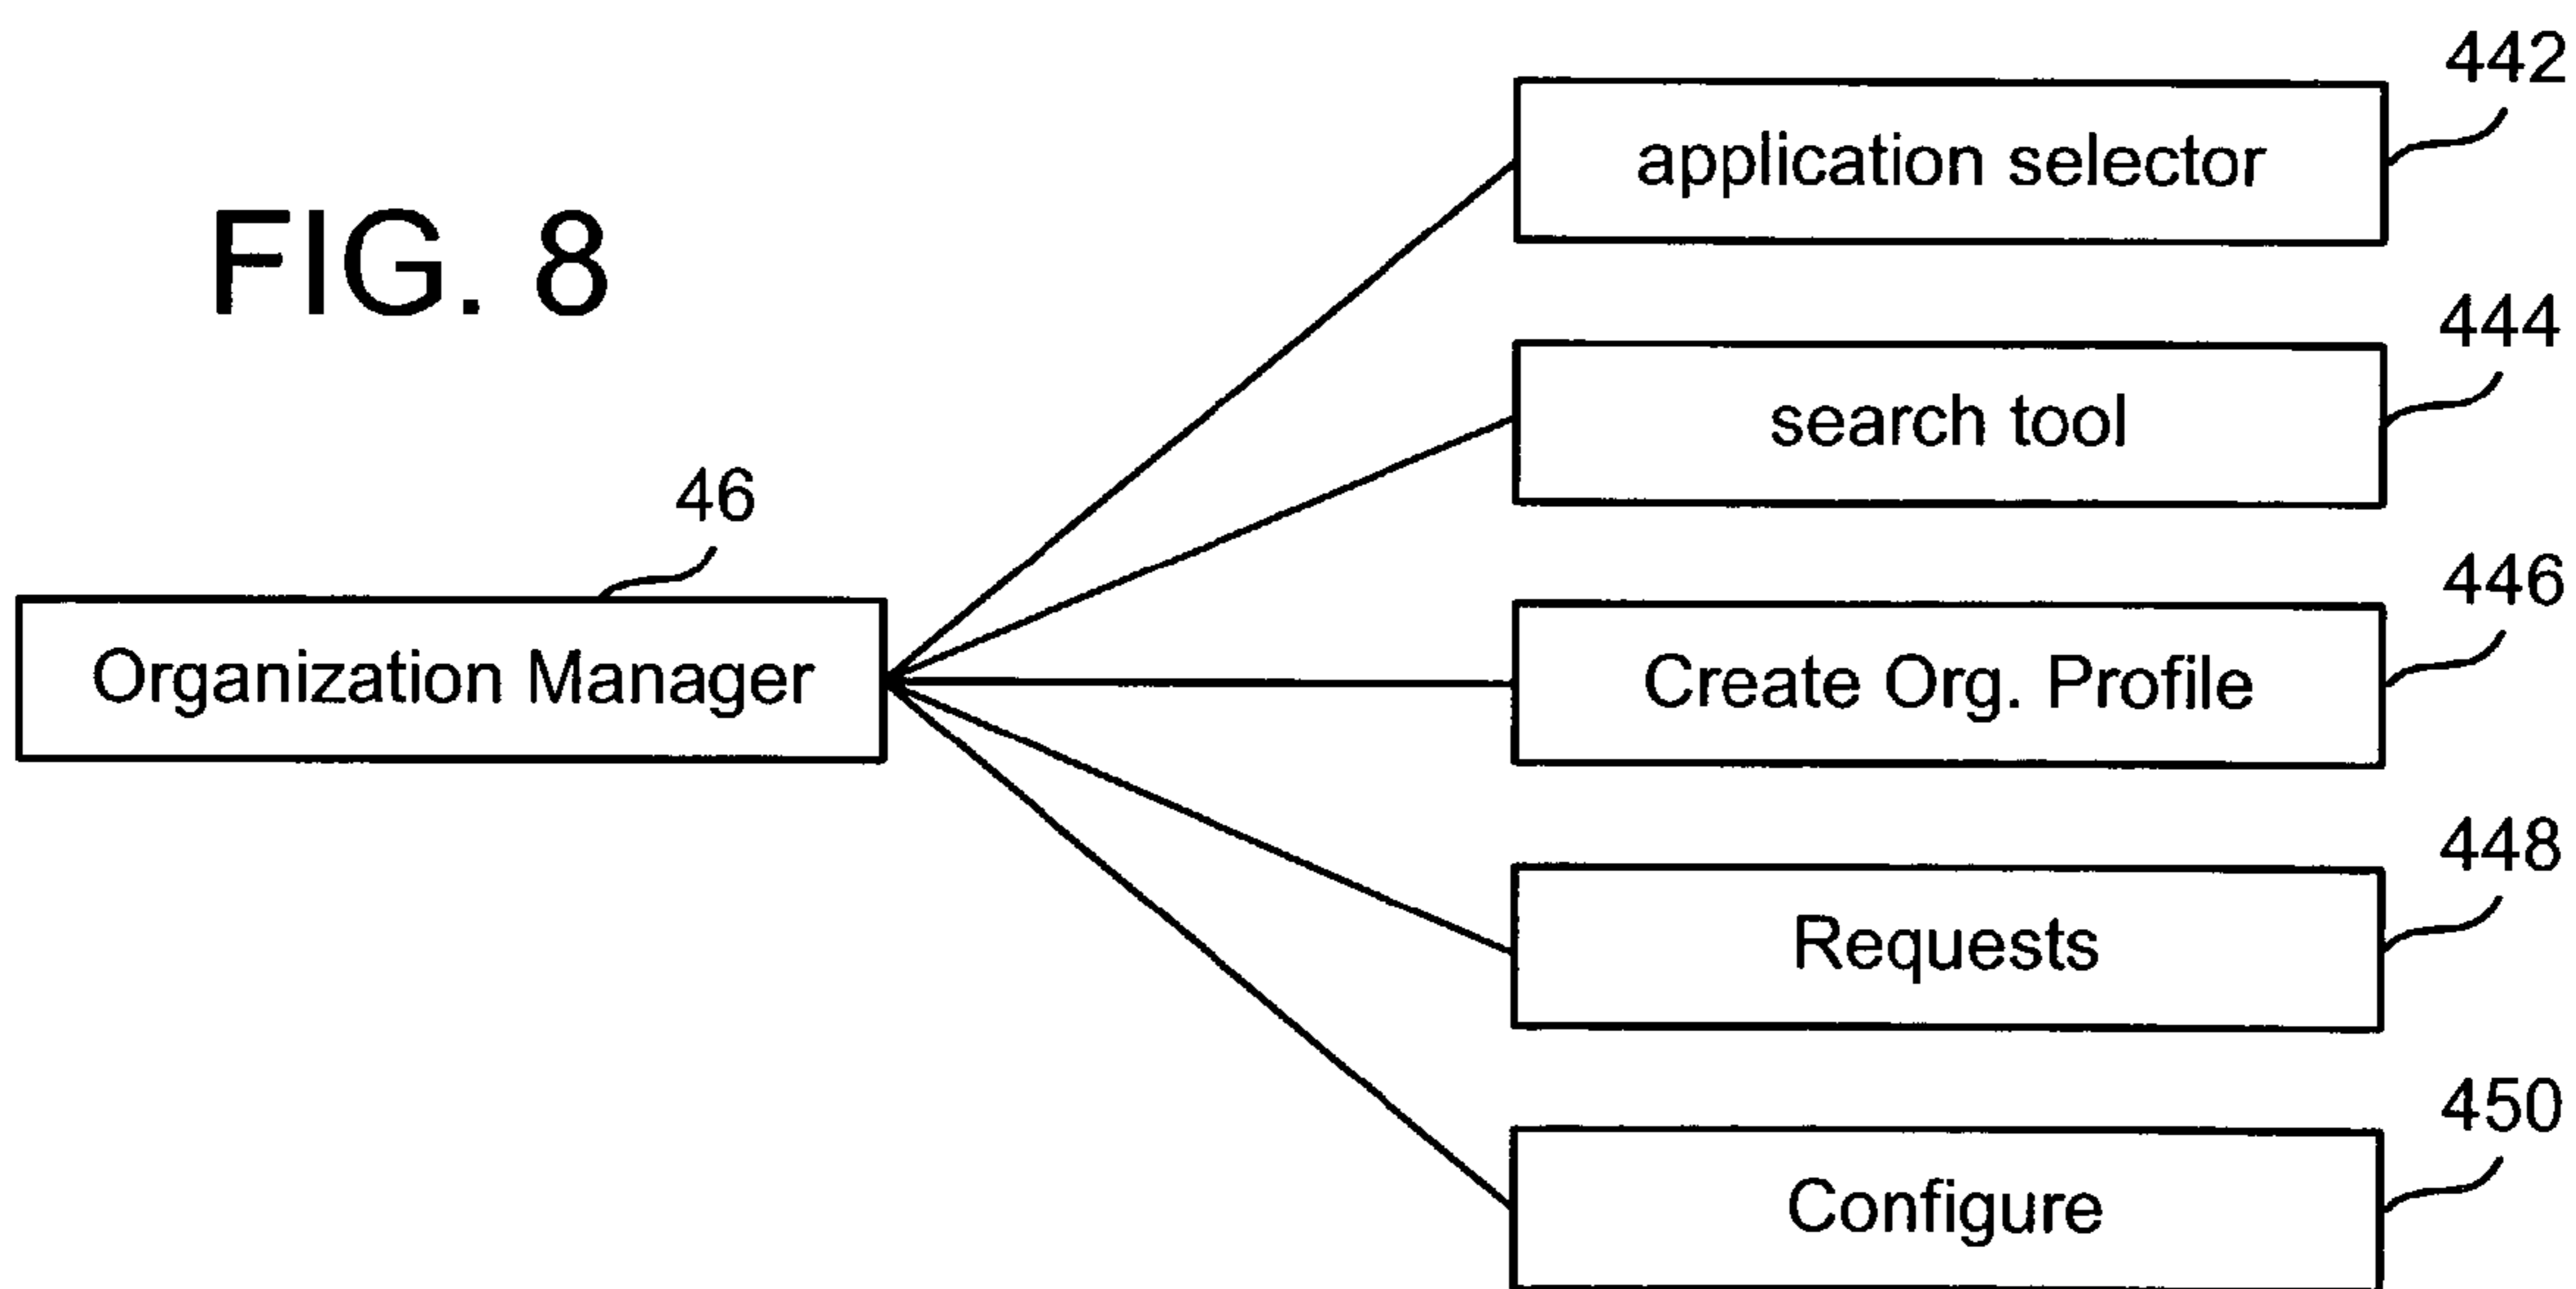 FIG. 8
442
application selector
444
search tool
46
Organization Manager
446
Create Org. Profile
448
Requests
450
Configure